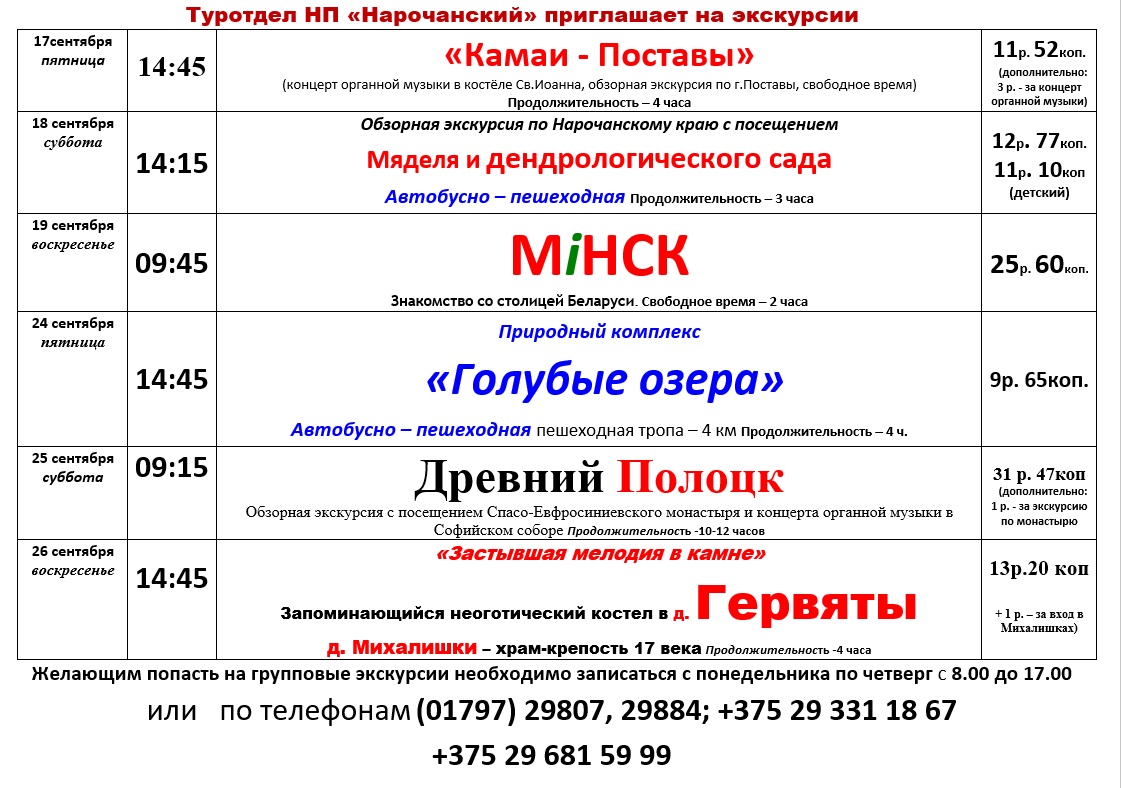 Туротдел НП «Нарочанский» приглашает на экскурсии
17сентября
пятница
14:45
«Камаи - Поставы»
(концерт органной музыки в костёле Св.Иоанна, обзорная экскурсия по г.Поставы, свободное время)
Продолжительность – 4 часа
11р. 52коп.
(дополнительно:
3 р. - за концерт
органной музыки)
18 сентября
суббота
14:15
Обзорная экскурсия по Нарочанскому краю с посещением
Мяделя и дендрологического сада
Автобусно – пешеходная Продолжительность – 3 часа
12р. 77коп.
11р. 10коп
(детский)
19 сентября
воскресенье
09:45
МіНСК
Знакомство со столицей Беларуси. Свободное время – 2 часа
25р. 60коп.
24 сентября
пятница
14:45
Природный комплекс
«Голубые озера»
Автобусно – пешеходная пешеходная тропа – 4 км Продолжительность – 4 ч.
9р. 65коп.
25 сентября
суббота
09:15
Древний Полоцк
Обзорная экскурсия с посещением Спасо-Евфросиниевского монастыря и концерта органной музыки в
Софийском соборе Продолжительность -10-12 часов
31 р. 47коп
(дополнительно:
1 р. - за экскурсию
по монастырю
26 сентября
воскресенье
14:45
«Застывшая мелодия в камне»
Запоминающийся неоготический костел в д. Гервяты
д. Михалишки – храм-крепость 17 века Продолжительность -4 часа
13р.20 коп
+ 1 р. – за вход в
Михалишках)
Желающим попасть на групповые экскурсии необходимо записаться с понедельника по четверг с 8.00 до 17.00
или по телефонам (01797) 29807, 29884; +375 29 331 18 67
+375 29 681 59 99